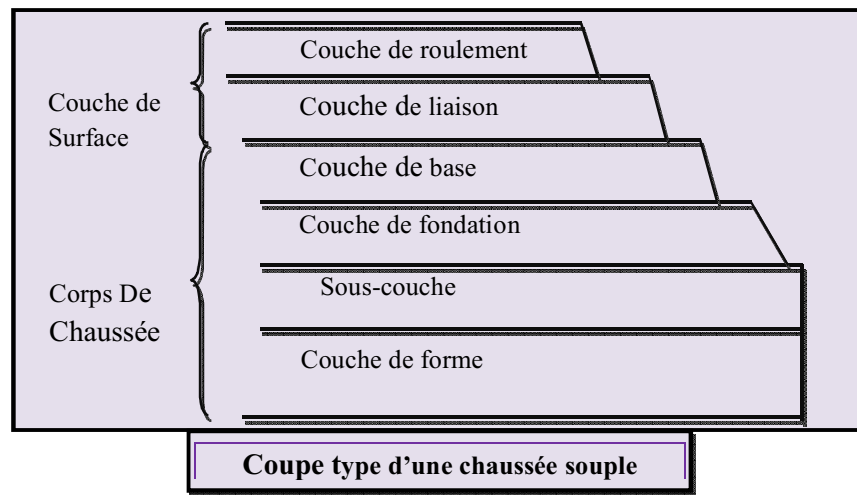 Couche de roulement
Couche de
Surface
Couche de liaison
Couche de base
Couche de fondation
Corps De
Chaussée
Sous-couche
Couche de forme
Coupe type d'une chaussée souple